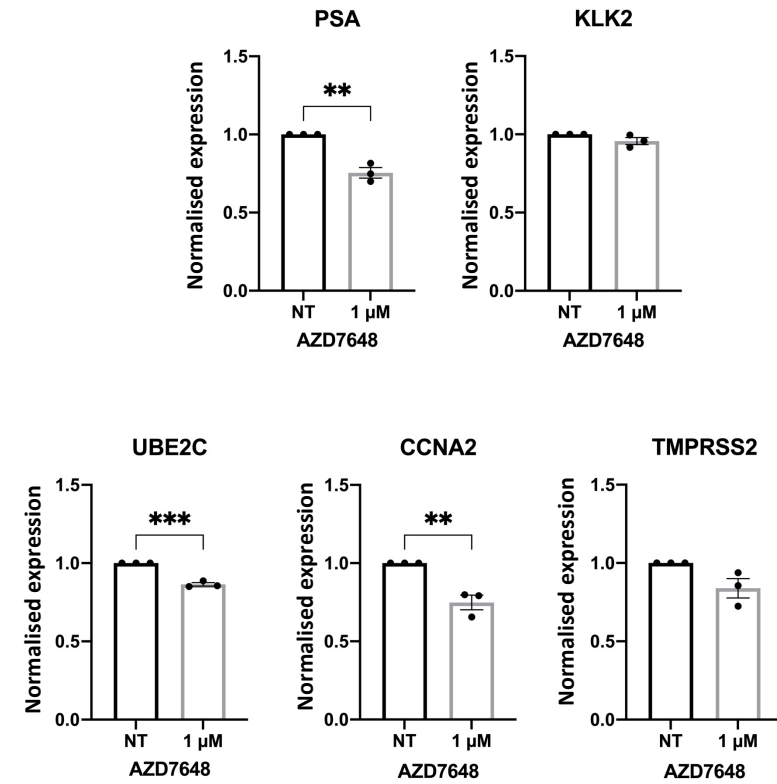 PSA
1.5
1.0
0.5
0.0
Normalised expression
**
NT 1 µM
AZD7648
KLK2
1.5
1.0
0.5
0.0
Normalised expression
NT 1 µM
AZD7648
UBE2C
1.5
1.0
0.5
0.0
Normalised expression
***
NT 1 µM
AZD7648
CCNA2
1.5
1.0
0.5
0.0
Normalised expression
**
NT 1 µM
AZD7648
TMPRSS2
1.5
1.0
0.5
0.0
Normalised expression
NT 1 µM
AZD7648